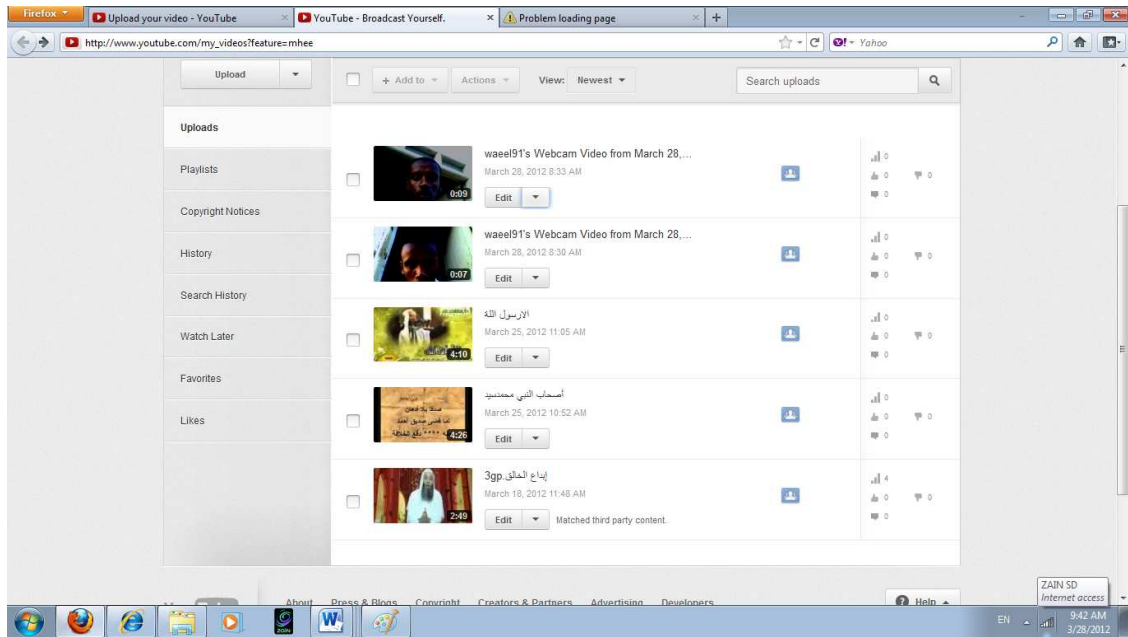 Firefox
Upload your video - YouTube
YouTube - Broadcast Yourself.
Problem loading page
http://www.youtube.com/my_videos?feature=mhee
Yahoo
Upload
+ Add to
Actions
View: Newest
Search uploads
Uploads
Playlists
Copyright Notices
History
Search History
Watch Later
Favorites
Likes
waeel91's Webcam Video from March 28,...
March 28, 2012 8:33 AM
0:09
Edit
0
0
0
0
waeel91's Webcam Video from March 28,...
March 28, 2012 8:30 AM
0:07
Edit
0
0
0
0
الارسول اللة
March 25, 2012 11:05 AM
4:10
Edit
0
0
0
0
أصحاب النبي محمدسيد
March 25, 2012 10:52 AM
4:26
Edit
0
0
0
0
إبداع الخالق.3gp
March 18, 2012 11:48 AM
2:49
Edit
Matched third party content.
4
0
0
0
About Press & Blogs Copyright Creators & Partners Advertising Developers
Help
ZAIN SD
Internet access
ZAIN
EN
9:42 AM
3/28/2012